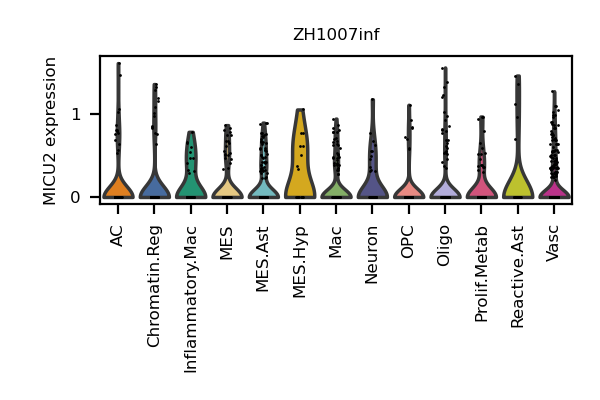 ZH1007inf
MICU2 expression
1
0
AC
Chromatin.Reg
Inflammatory.Mac
MES
MES.Ast
MES.Hyp
Mac
Neuron
OPC
Oligo
Prolif.Metab
Reactive.Ast
Vasc